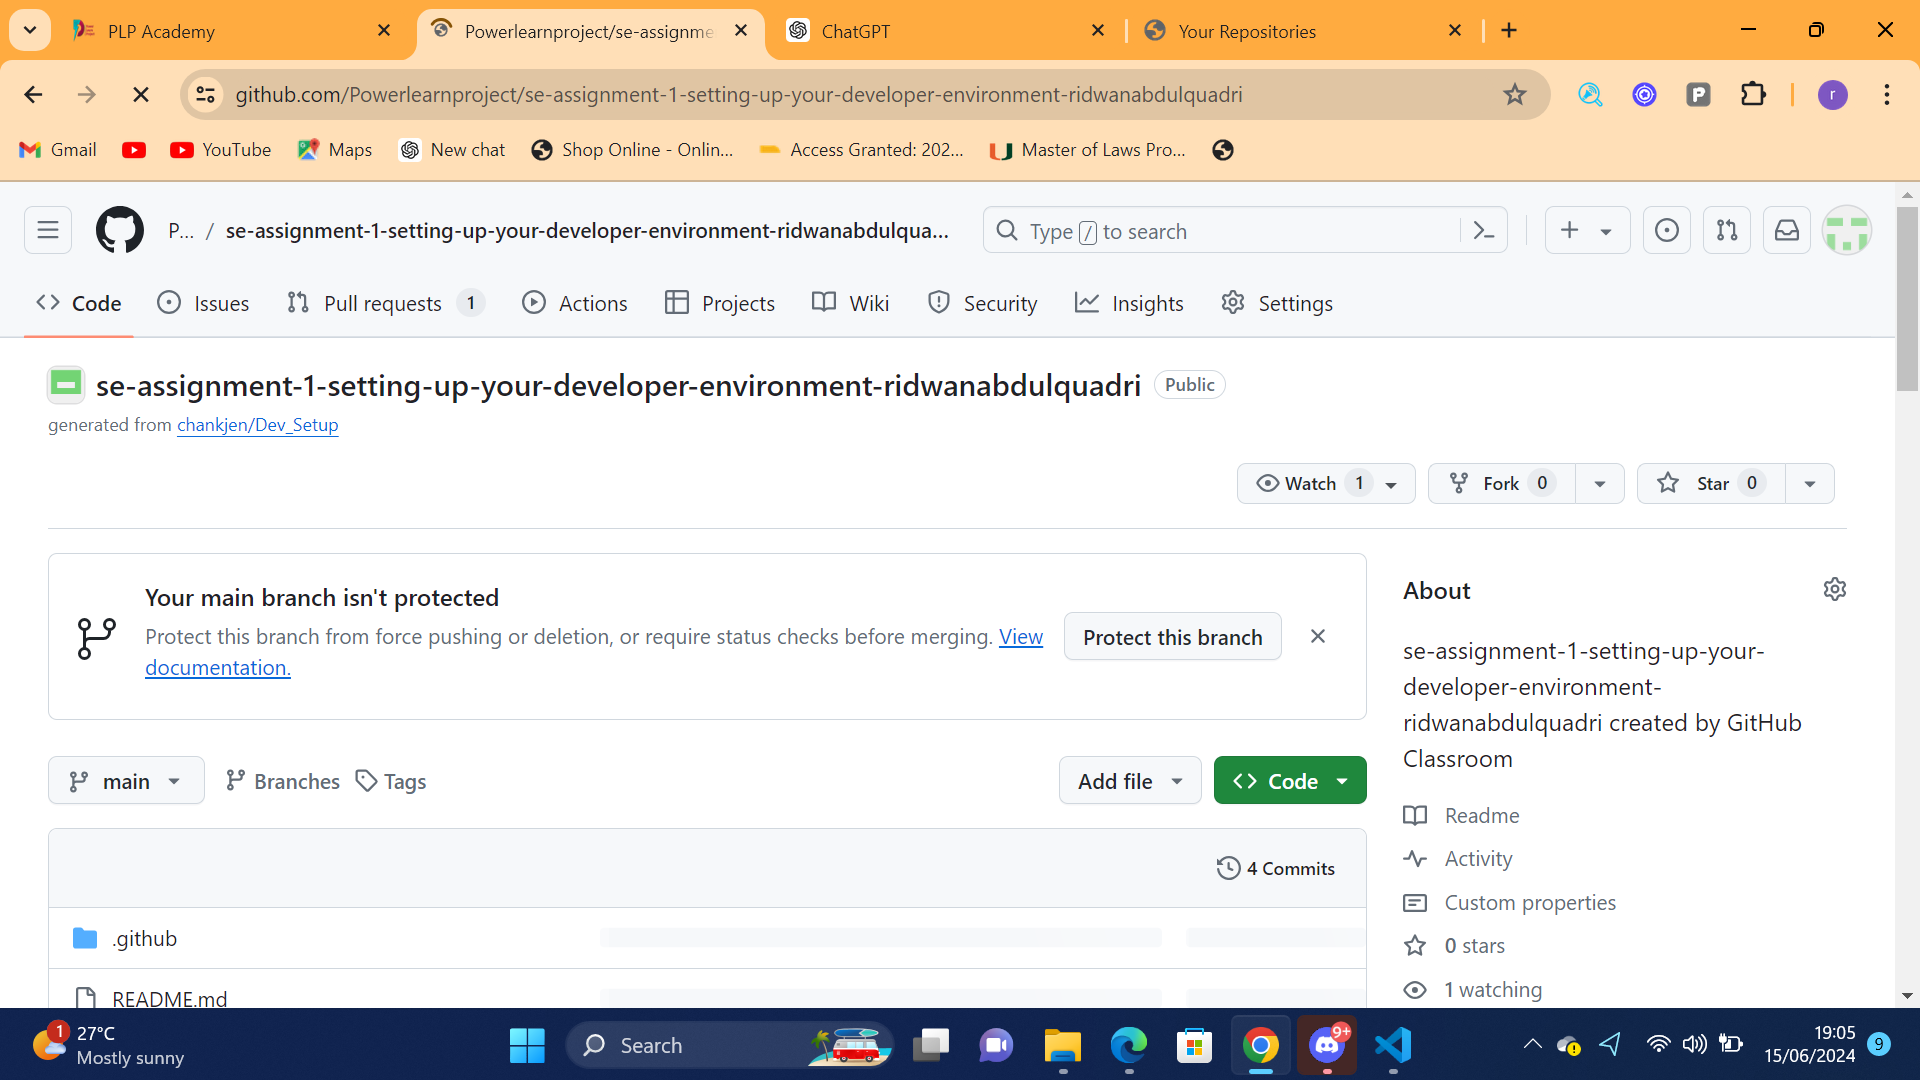 PLP Academy
Powerlearnproject/se-assignme
ChatGPT
Your Repositories
github.com/Powerlearnproject/se-assignment-1-setting-up-your-developer-environment-ridwanabdulquadri
P
r
Gmail
YouTube
Maps
New chat
Shop Online - Onlin...
Access Granted: 202...
Master of Laws Pro...
P... / se-assignment-1-setting-up-your-developer-environment-ridwanabdulqua...
Type / to search
Code
Issues
Pull requests 1
Actions
Projects
Wiki
Security
Insights
Settings
se-assignment-1-setting-up-your-developer-environment-ridwanabdulquadri Public
generated from chankjen/Dev_Setup
Watch 1
Fork 0
Star 0
Your main branch isn't protected
Protect this branch from force pushing or deletion, or require status checks before merging. View
documentation.
Protect this branch
About
se-assignment-1-setting-up-your-
developer-environment-
ridwanabdulquadri created by GitHub
Classroom
main
Branches
Tags
Add file
Code
Readme
4 Commits
Activity
Custom properties
.github
0 stars
README.md
1 watching
1
27°C
Mostly sunny
Search
9+
19:05
15/06/2024
9